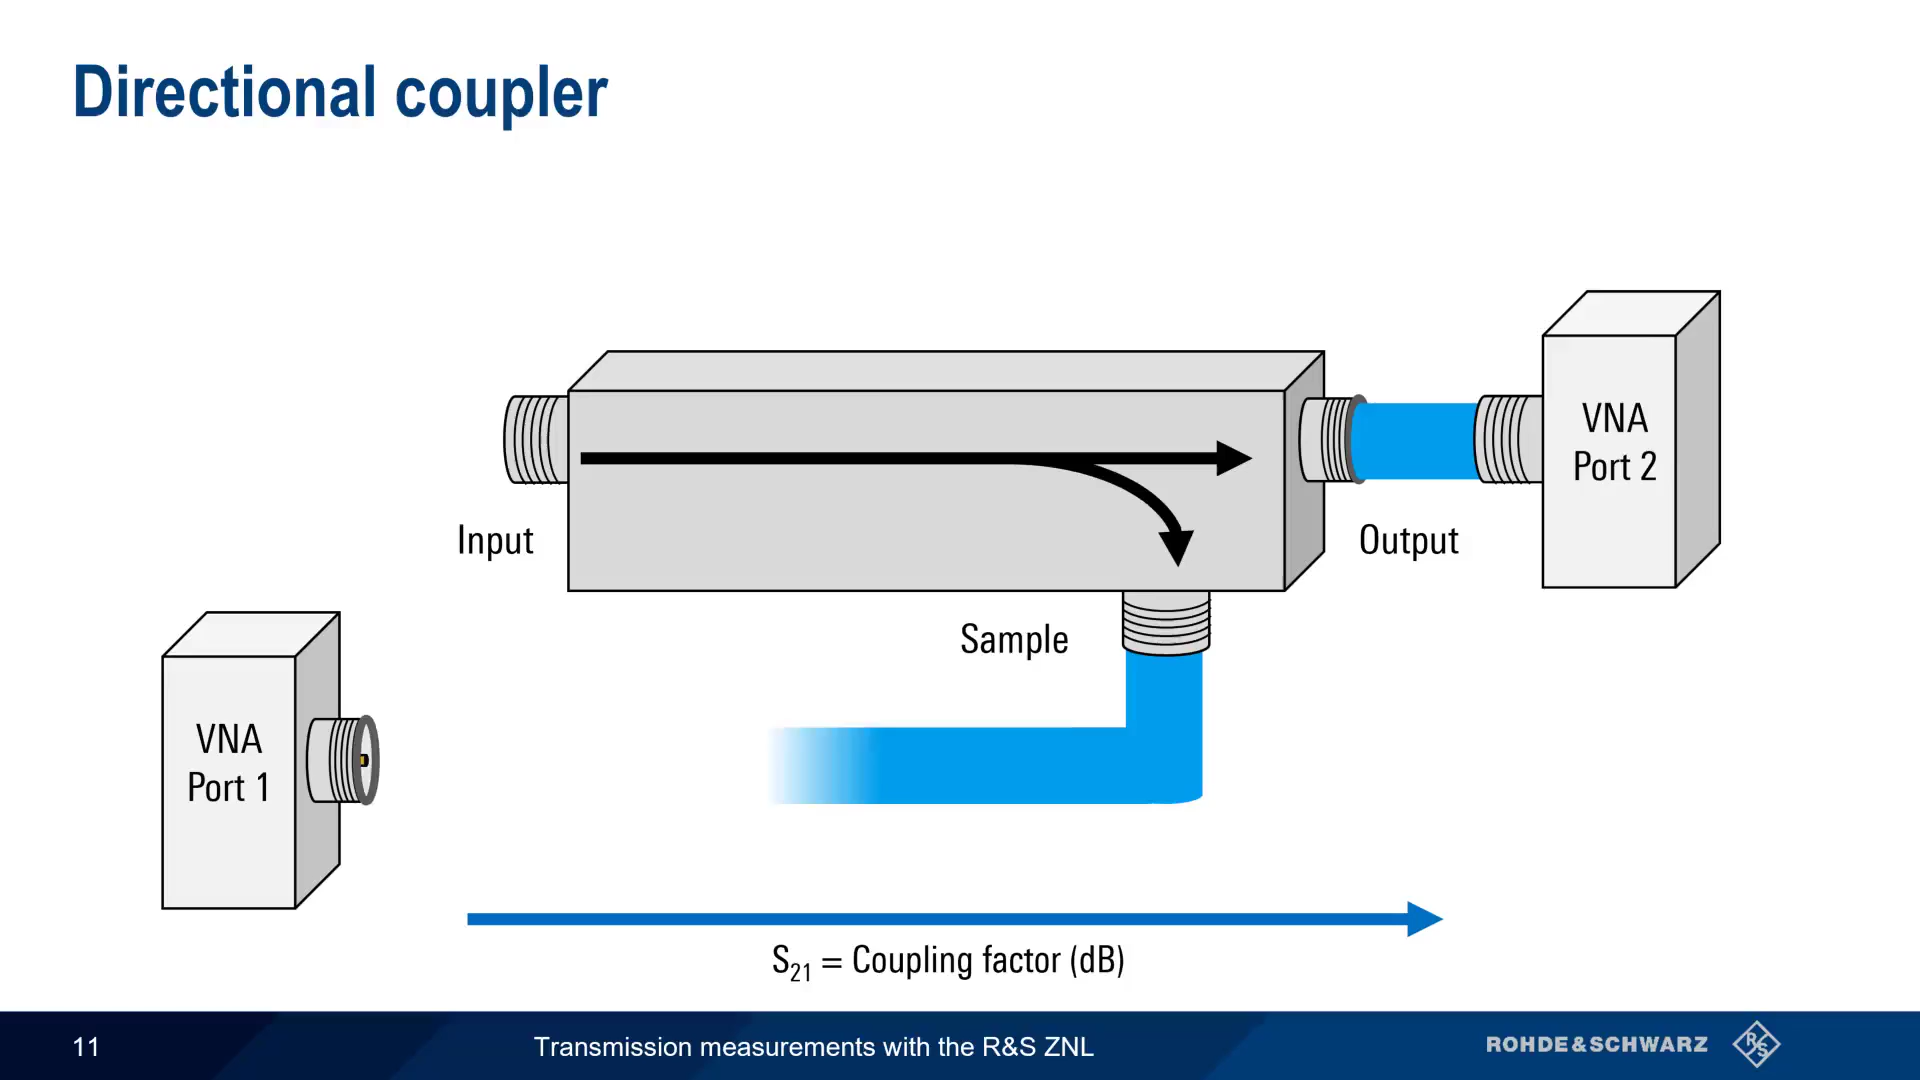 Directional coupler
VNA
Port 2
Input
Output
Sample
VNA
Port 1
S21 = Coupling factor (dB)
11
Transmission measurements with the R&S ZNL
ROHDE&SCHWARZ
R&S